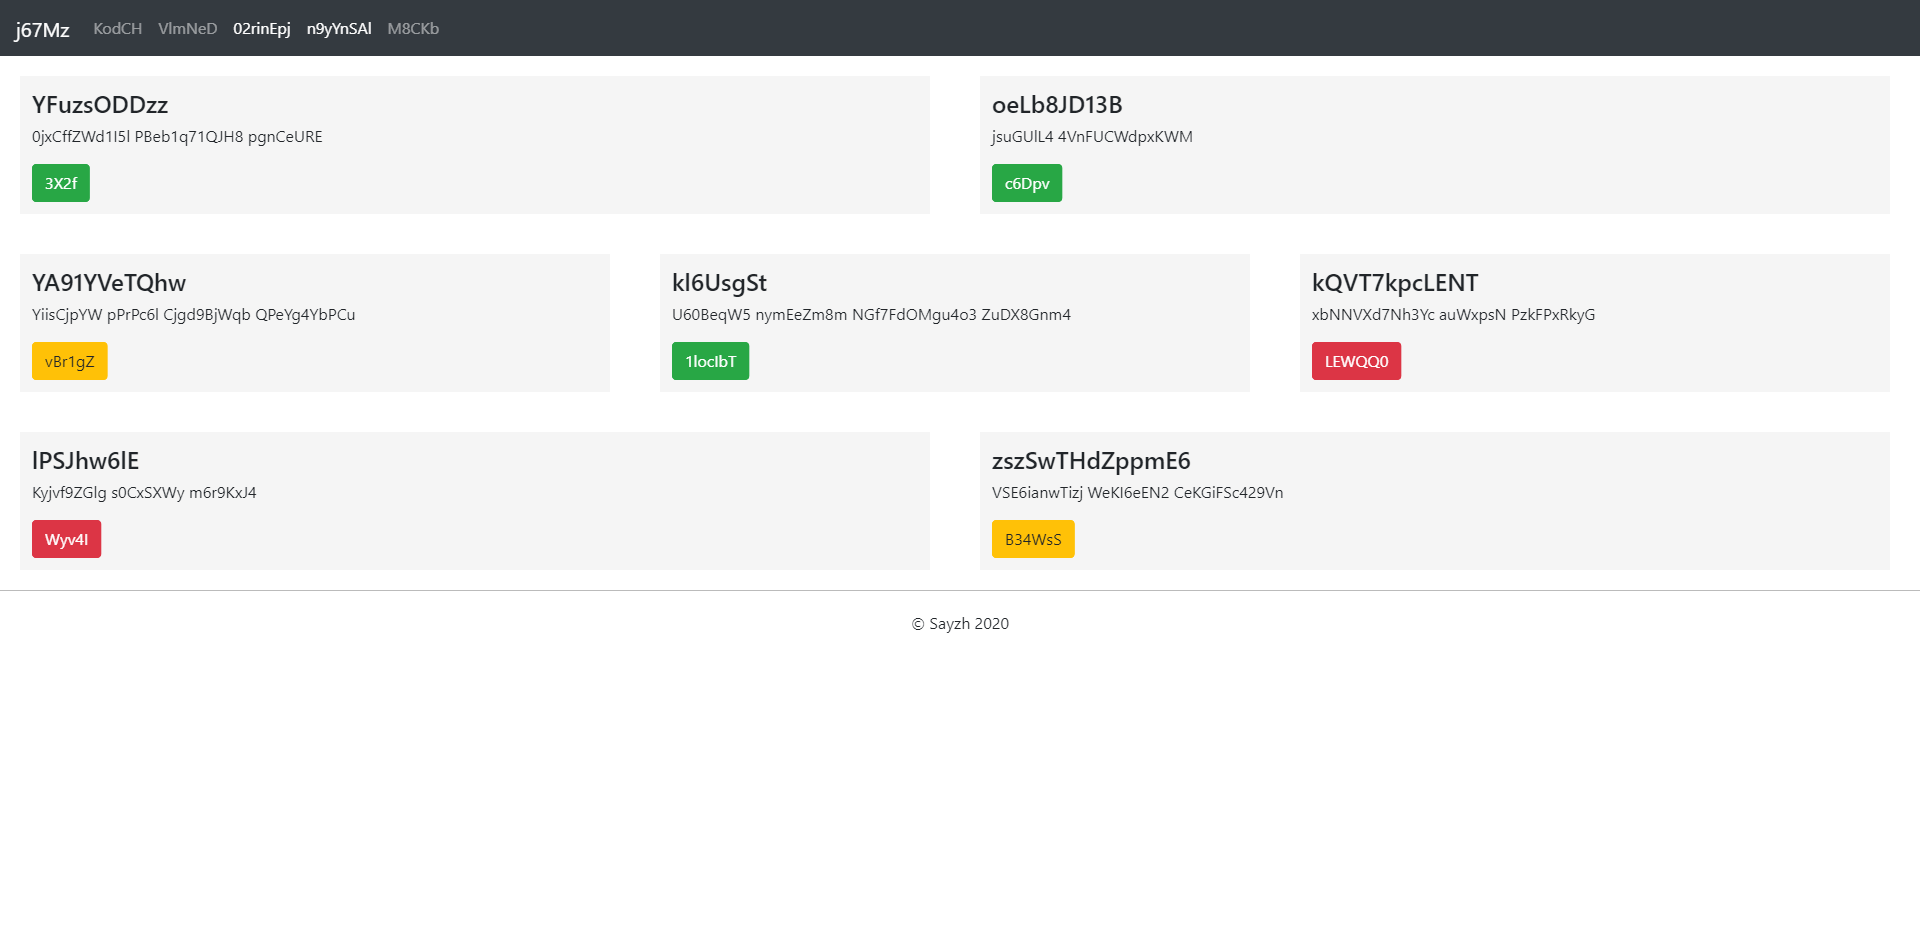 j67Mz KodCH VlmNeD 02rinEpj n9yYnSAl M8CKb
YFuzsODDzz
0jxCffZWd1I5l PBeb1q71QJH8 pgnCeURE
3X2f
oeLb8JD13B
jsuGUlL4 4VnFUCWdpxKWM
c6Dpv
YA91YVeTQhw
YiisCjpYW pPrPc6l Cjgd9BjWqb QPeYg4YbPCu
vBr1gZ
kl6UsgSt
U60BeqW5 nymEeZm8m NGf7FdOMgu4o3 ZuDX8Gnm4
1locIbT
kQVT7kpcLENT
xbNNVXd7Nh3Yc auWxpsN PzkFPxRkyG
LEWQQ0
lPSJhw6lE
Kyjvf9ZGlg s0CxSXWy m6r9KxJ4
Wyv4l
zszSwTHdZppmE6
VSE6ianwTizj WeKI6eEN2 CeKGiFSc429Vn
B34WsS
© Sayzh 2020